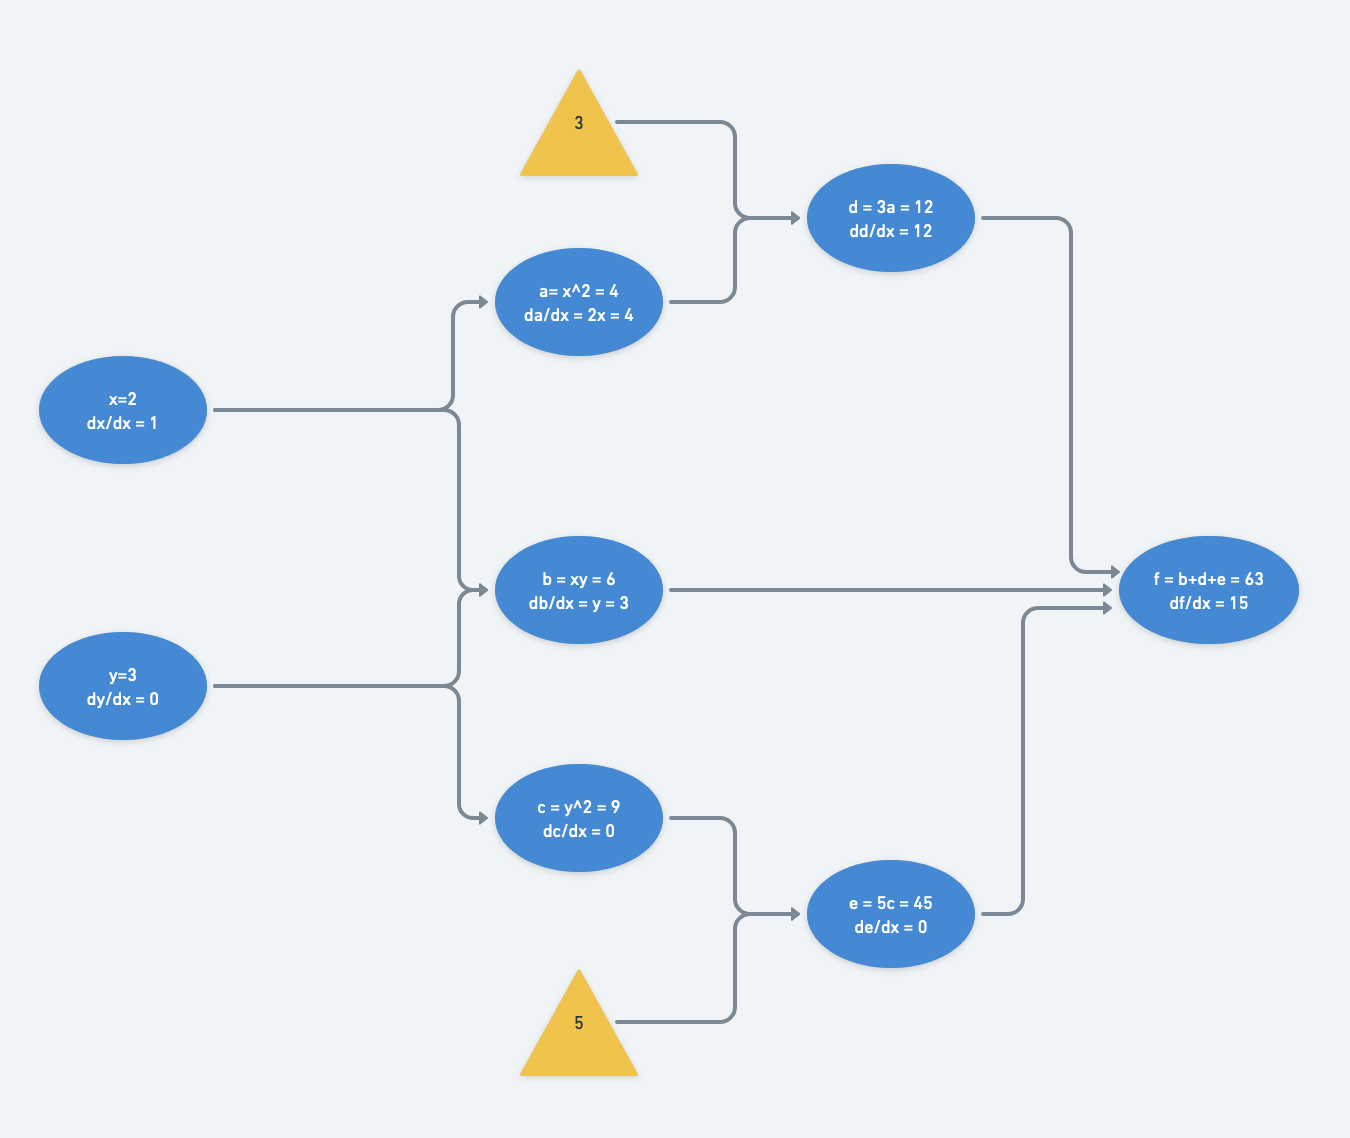 3
d = 3a = 12
dd/dx = 12
a= x^2 = 4
da/dx = 2x = 4
x=2
dx/dx = 1
b = xy = 6
db/dx = y = 3
f = b+d+e = 63
df/dx = 15
y=3
dy/dx = 0
c = y^2 = 9
dc/dx = 0
e = 5c = 45
de/dx = 0
5